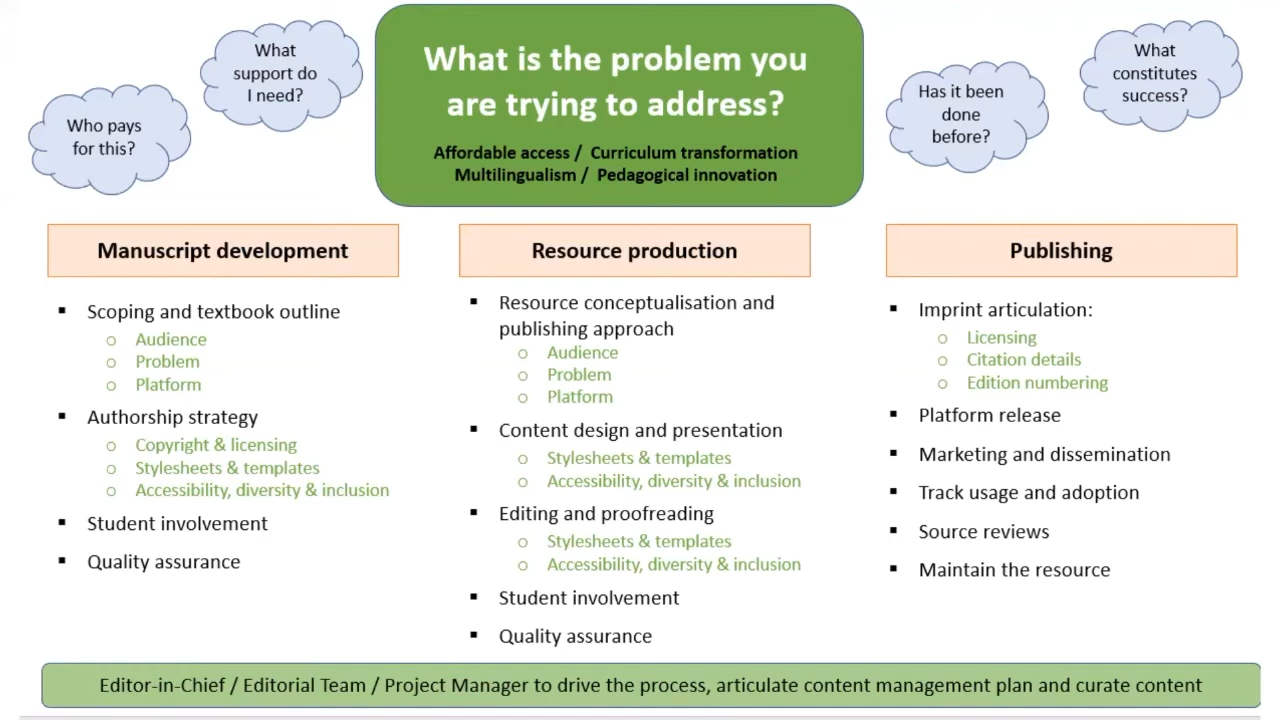 Who pays
for this?
What
support do
I need?
What is the problem you
are trying to address?
Affordable access / Curriculum transformation
Multilingualism / Pedagogical innovation
Has it been
done
before?
What
constitutes
success?
Manuscript development
Scoping and textbook outline
Audience
Problem
Platform
Authorship strategy
Copyright & licensing
Stylesheets & templates
Accessibility, diversity & inclusion
Student involvement
Quality assurance
Resource production
Resource conceptualisation and
publishing approach
Audience
Problem
Platform
Content design and presentation
Stylesheets & templates
Accessibility, diversity & inclusion
Editing and proofreading
Stylesheets & templates
Accessibility, diversity & inclusion
Student involvement
Quality assurance
Publishing
Imprint articulation:
Licensing
Citation details
Edition numbering
Platform release
Marketing and dissemination
Track usage and adoption
Source reviews
Maintain the resource
Editor-in-Chief / Editorial Team / Project Manager to drive the process, articulate content management plan and curate content